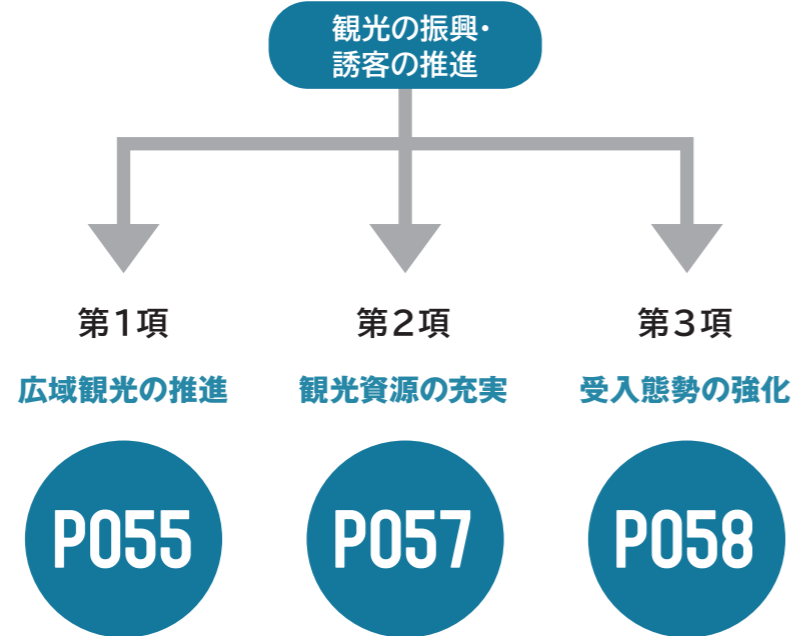 観光の振興・
誘客の推進
第1項
第2項
第3項
広域観光の推進
観光資源の充実
受入態勢の強化
P055
P057
P058